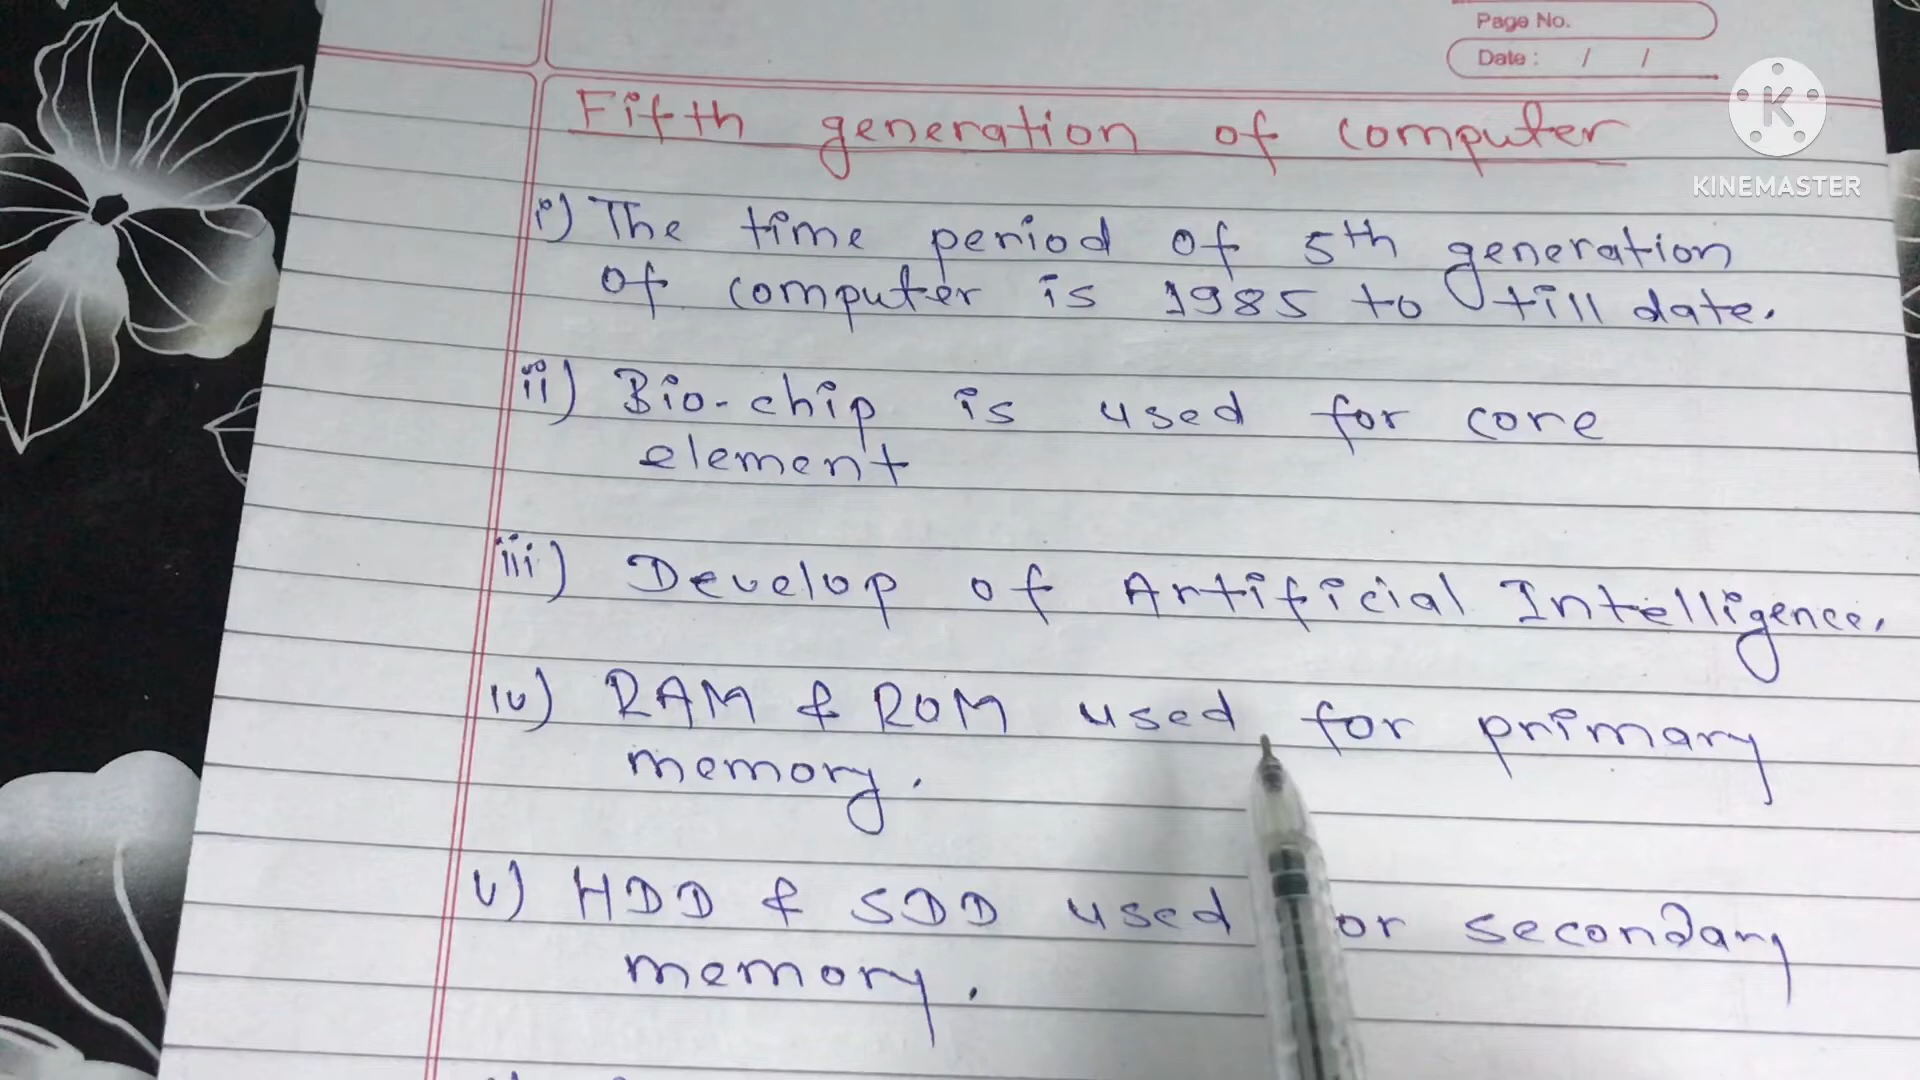 Page No.
Date : / /
KINEMASTER
Fifth generation of computer
i) The time period of 5th generation
of computer is 1985 to till date.
ii) Bio-chip is used for core
element
iii) Develop of Artificial Intelligence.
iv) RAM & ROM used for primary
memory.
v) HDD & SDD used or secondary
memory.